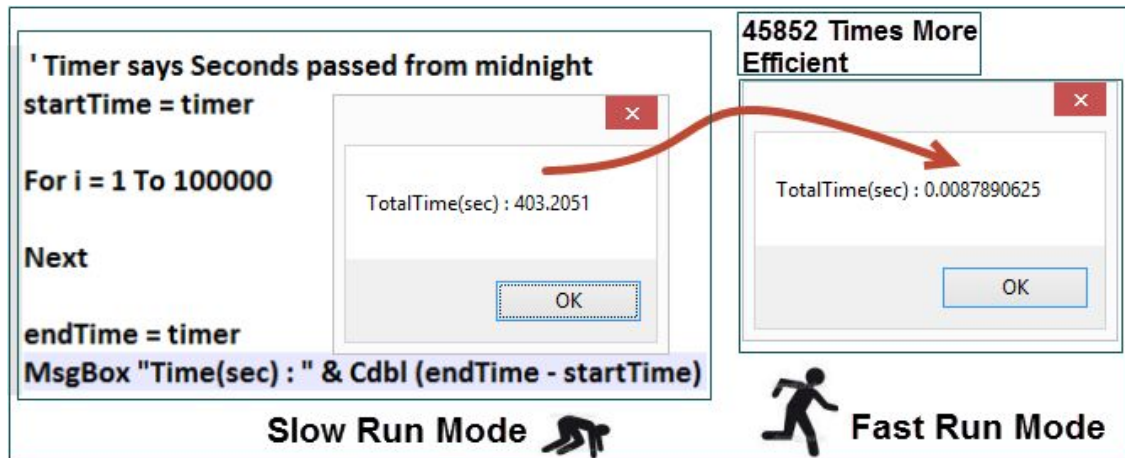 ' Timer says Seconds passed from midnight
startTime = timer
For i = 1 To 100000
Next
endTime = timer
MsgBox "Time(sec) : " & Cdbl (endTime - startTime)
TotalTime(sec) : 403.2051
OK
Slow Run Mode
45852 Times More
Efficient
TotalTime(sec) : 0.0087890625
OK
Fast Run Mode